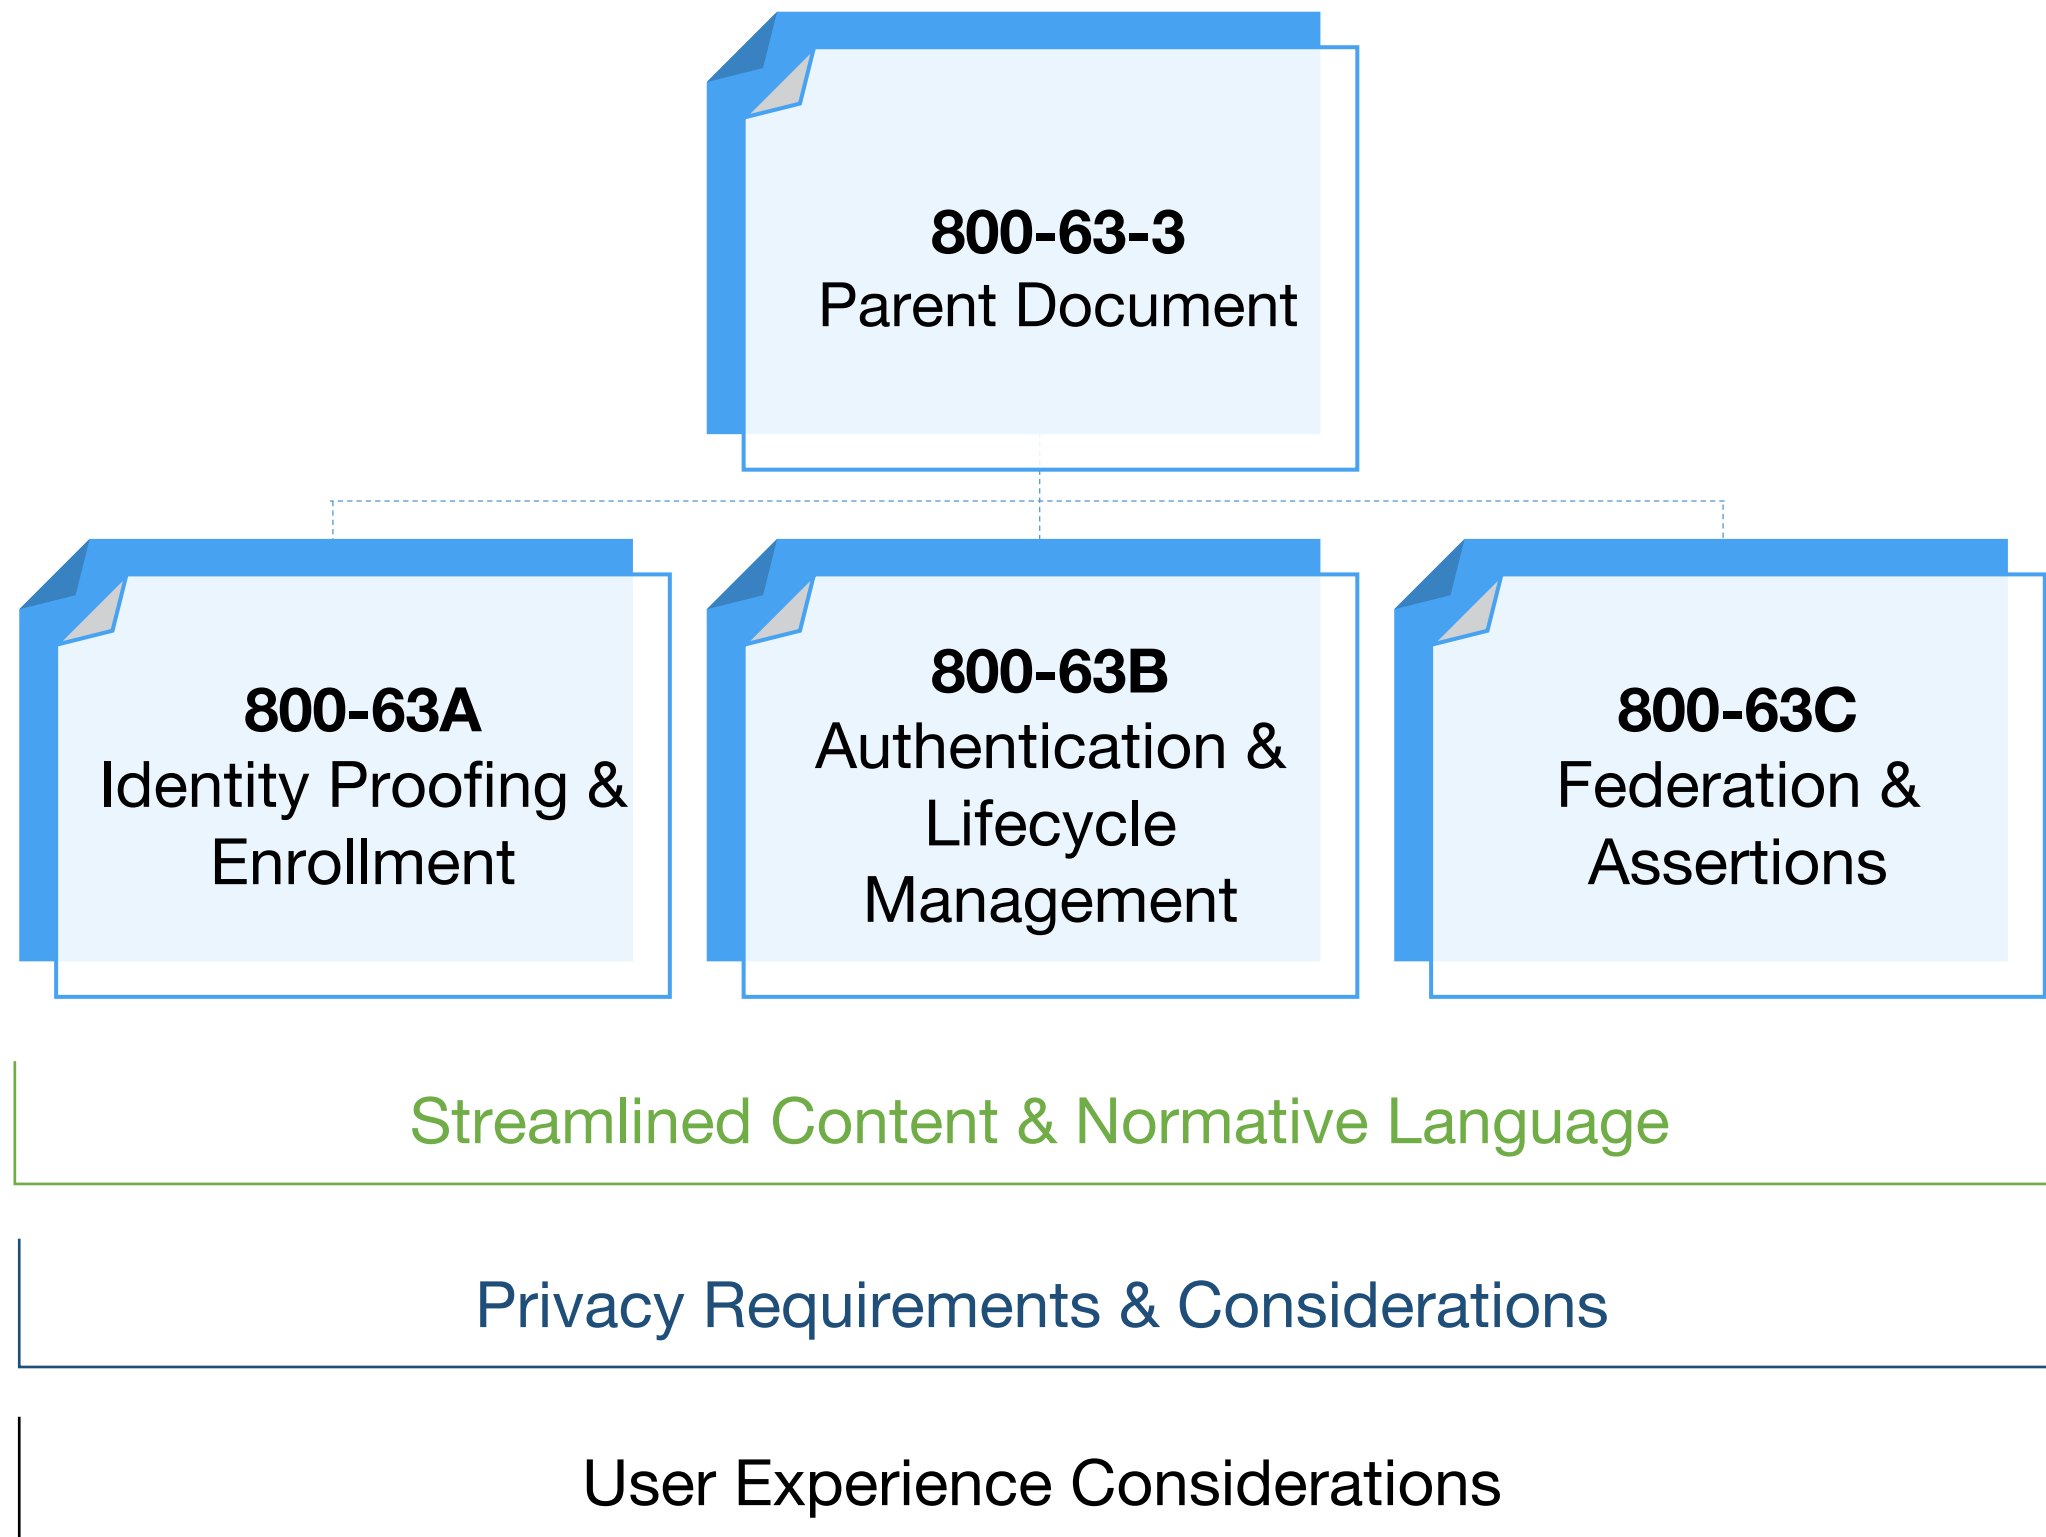 800-63-3
Parent Document
800-63A
Identity Proofing &
Enrollment
800-63B
Authentication &
Lifecycle
Management
800-63C
Federation &
Assertions
Streamlined Content & Normative Language
Privacy Requirements & Considerations
User Experience Considerations